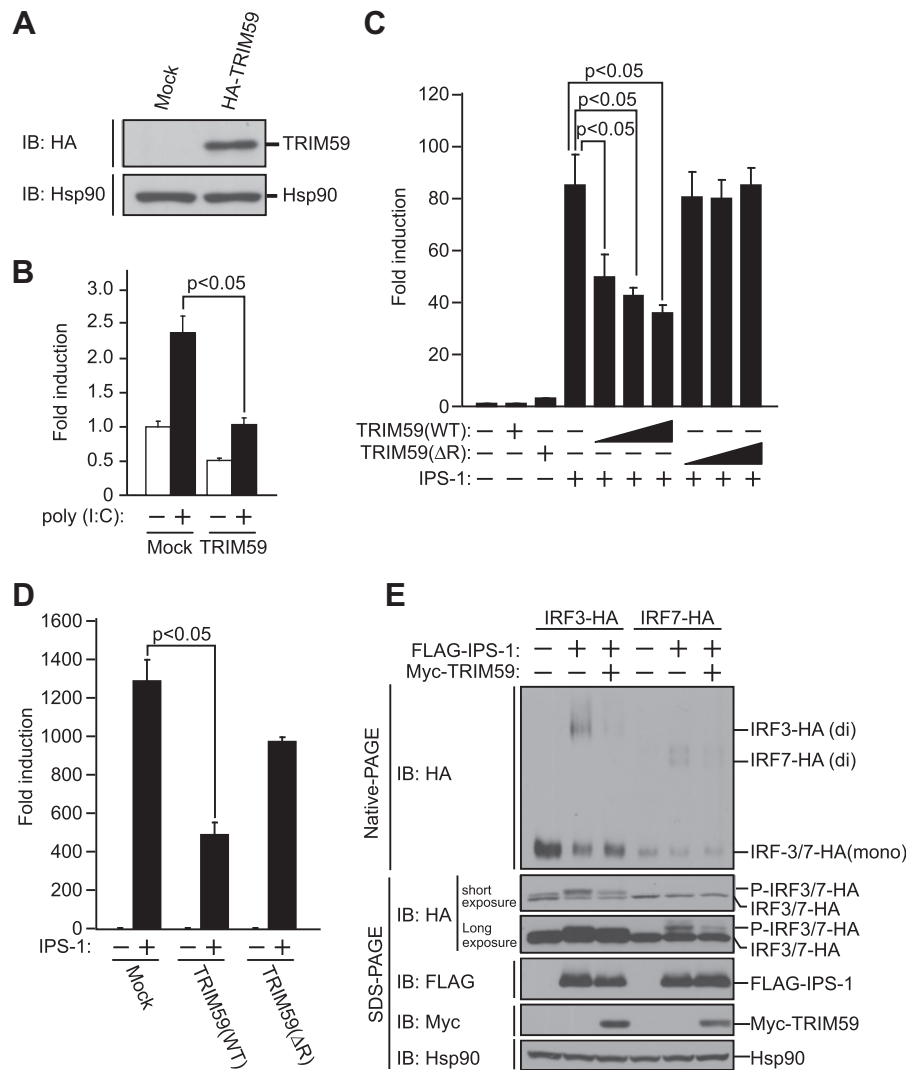 A
Mock
HA-TRIM59
IB: HA
TRIM59
IB: Hsp90
Hsp90
B
Fold induction
3.0
2.5
2.0
1.5
1.0
0.5
0
p<0.05
poly (I:C): – + – +
Mock TRIM59
C
Fold induction
120
100
80
60
40
20
0
p<0.05
p<0.05
p<0.05
TRIM59(WT): – + – – – – –
TRIM59(ΔR): – – + – – – –
IPS-1: – – – + + + + + + +
D
Fold induction
1600
1400
1200
1000
800
600
400
200
0
p<0.05
IPS-1: – + – + – +
Mock
TRIM59(WT)
TRIM59(ΔR)
E
IRF3-HA IRF7-HA
FLAG-IPS-1: – + + – + +
Myc-TRIM59: – – + – – +
Native-PAGE
IB: HA
IRF3-HA (di)
IRF7-HA (di)
IRF-3/7-HA(mono)
SDS-PAGE
IB: HA
short exposure
P-IRF3/7-HA
IRF3/7-HA
Long exposure
P-IRF3/7-HA
IRF3/7-HA
IB: FLAG
FLAG-IPS-1
IB: Myc
Myc-TRIM59
IB: Hsp90
Hsp90